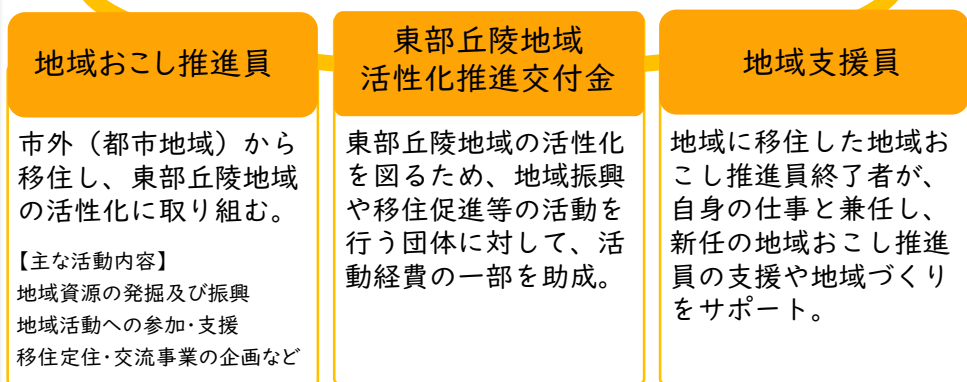 地域おこし推進員
市外（都市地域）から
移住し、東部丘陵地域
の活性化に取り組む。
【主な活動内容】
地域資源の発掘及び振興
地域活動への参加・支援
移住定住・交流事業の企画など
東部丘陵地域
活性化推進交付金
東部丘陵地域の活性化
を図るため、地域振興
や移住促進等の活動を
行う団体に対して、活
動経費の一部を助成。
地域支援員
地域に移住した地域お
こし推進員終了者が、
自身の仕事と兼任し、
新任の地域おこし推進
員の支援や地域づくり
をサポート。